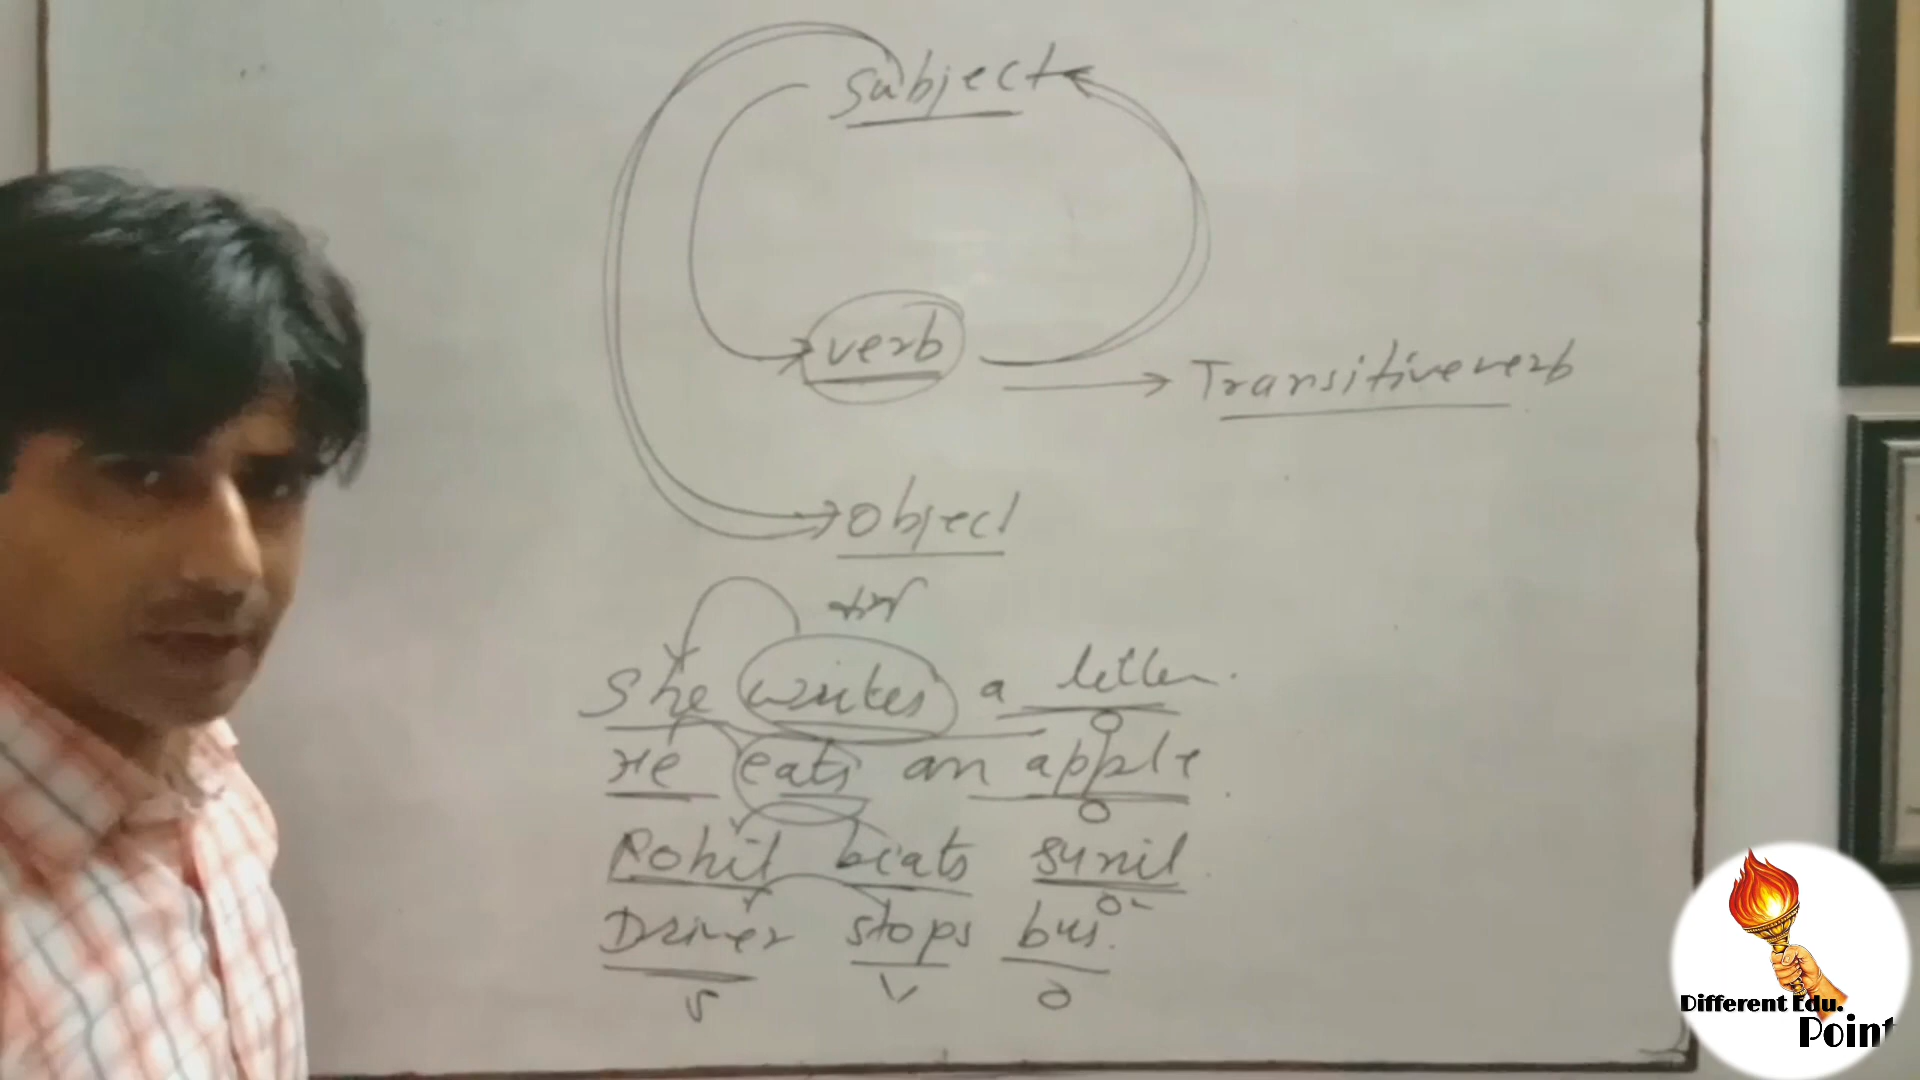 subject
verb
Transitive verb
object
कर्म
She writes a letter.
O
He eats an apple
O
Rohit beats sunil
O
Driver stops bus.
S V O
Different Edu.
Point